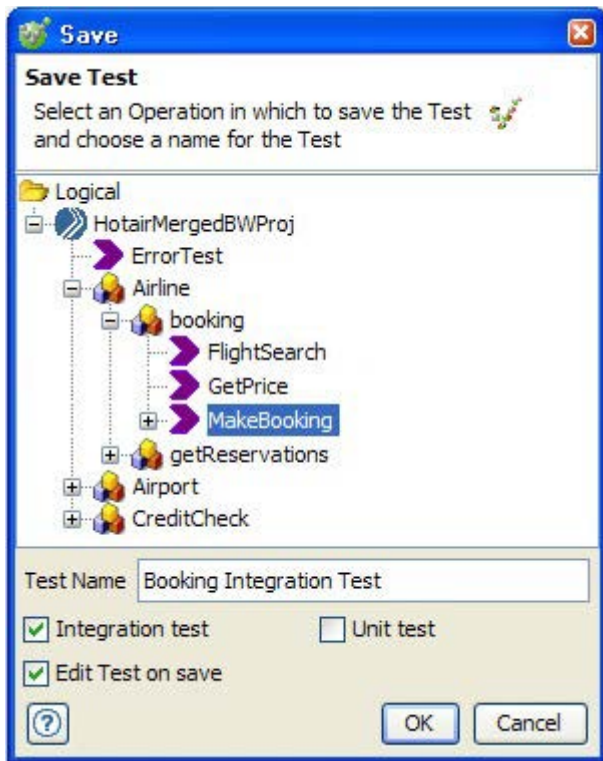 Save
Save Test
Select an Operation in which to save the Test
and choose a name for the Test
Logical
HotairMergedBWProj
ErrorTest
Airline
booking
FlightSearch
GetPrice
MakeBooking
getReservations
Airport
CreditCheck
Test Name Booking Integration Test
Integration test Unit test
Edit Test on save
? OK Cancel